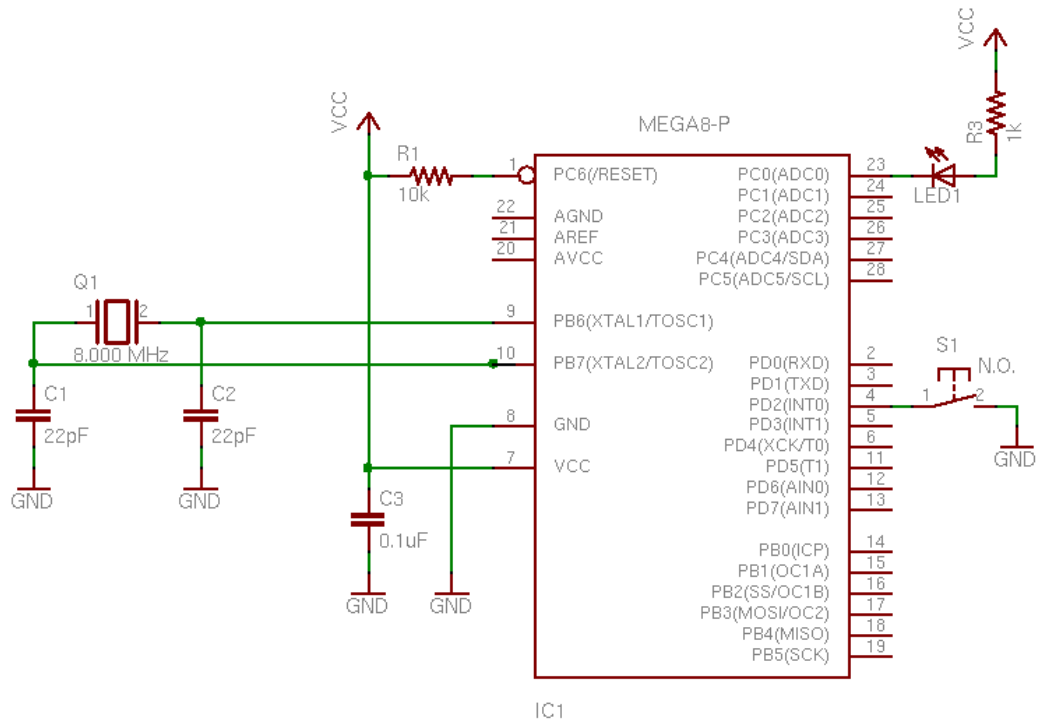 VCC
R3
1k
MEGA8-P
VCC
R1
10k
1
PC6(/RESET)
PC0(ADC0)
23
LED1
PC1(ADC1)
24
22
AGND
PC2(ADC2)
25
21
AREF
PC3(ADC3)
26
20
AVCC
PC4(ADC4/SDA)
27
PC5(ADC5/SCL)
28
Q1
1
2
8.000 MHz
9
PB6(XTAL1/TOSC1)
10
PB7(XTAL2/TOSC2)
PD0(RXD)
2
S1
N.O.
PD1(TXD)
3
C1
22pF
C2
22pF
PD2(INT0)
4
1
2
8
GND
PD3(INT1)
5
PD4(XCK/T0)
6
GND
7
VCC
PD5(T1)
11
PD6(AIN0)
12
PD7(AIN1)
13
GND
GND
C3
0.1uF
PB0(ICP)
14
PB1(OC1A)
15
PB2(SS/OC1B)
16
PB3(MOSI/OC2)
17
PB4(MISO)
18
PB5(SCK)
19
GND
GND
IC1